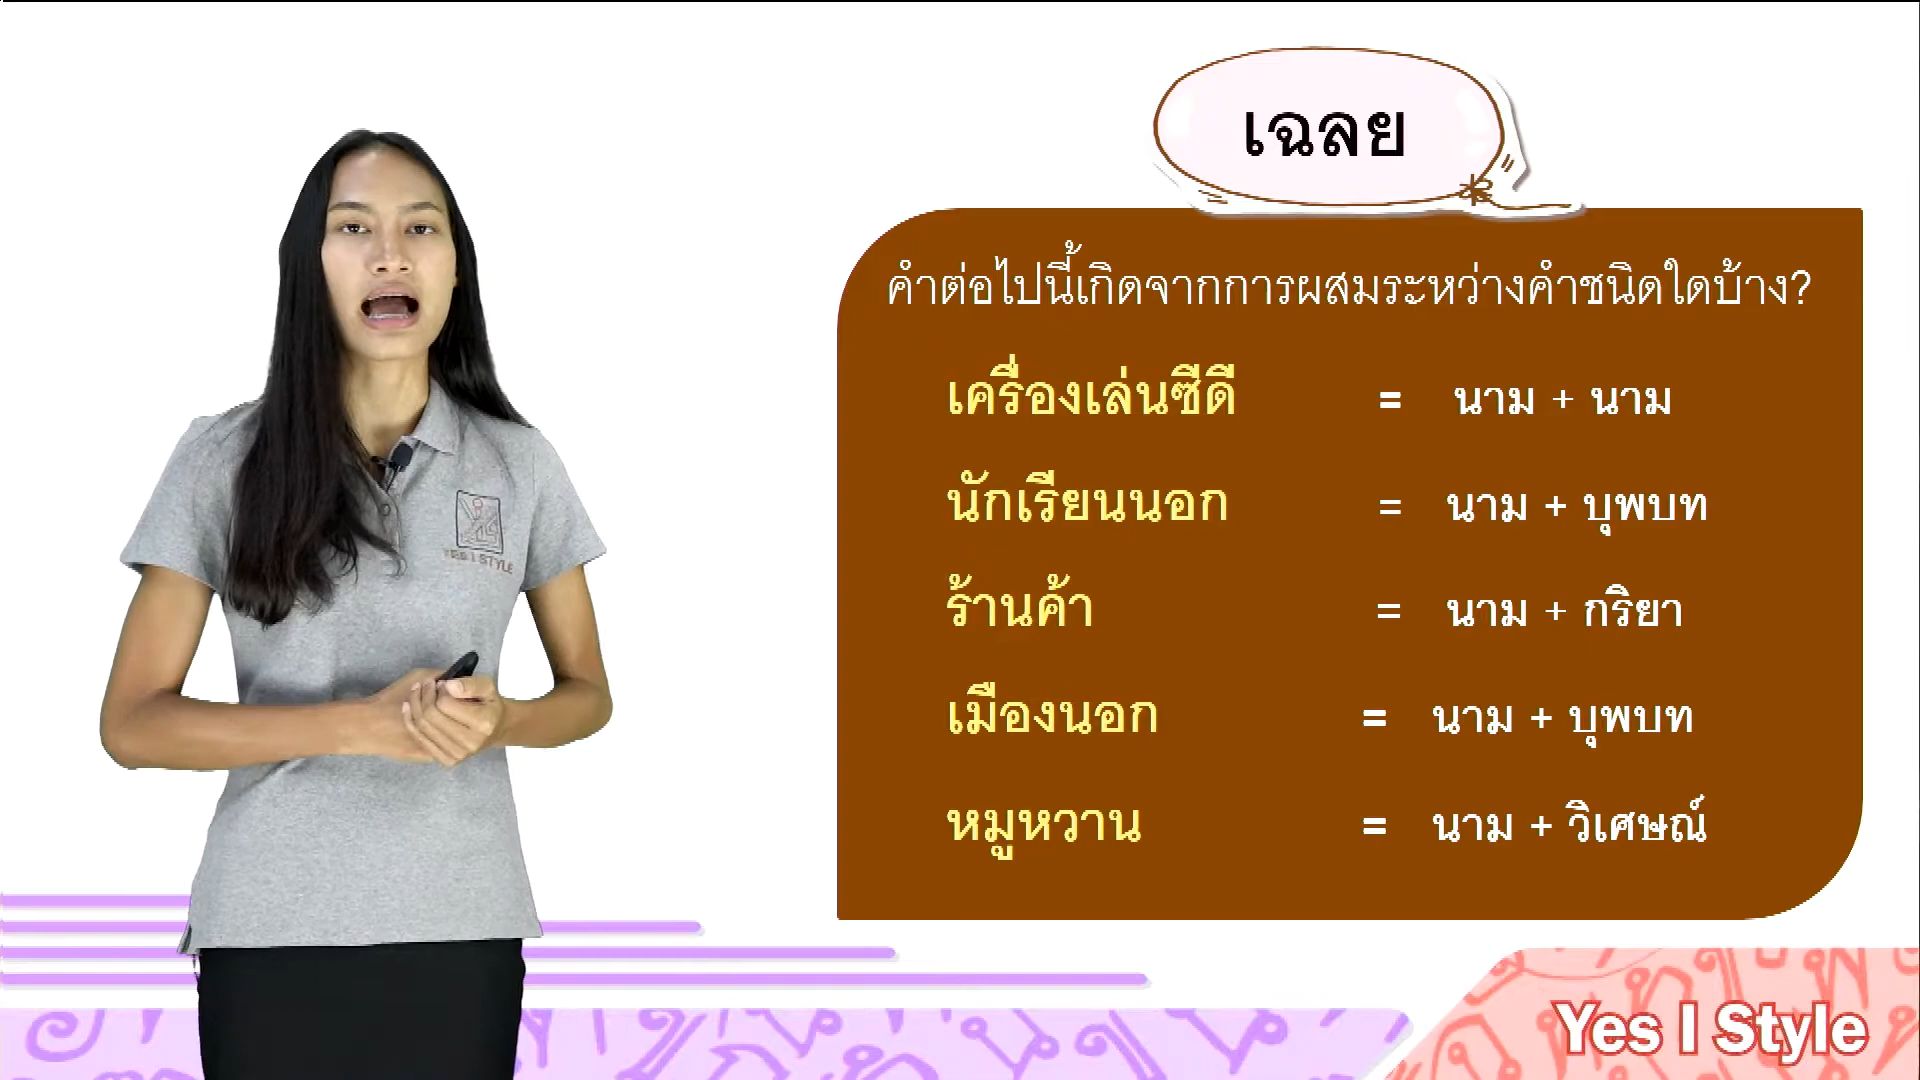 เฉลย
คำต่อไปนี้เกิดจากการผสมระหว่างคำชนิดใดบ้าง?
เครื่องเล่นซีดี = นาม + นาม
นักเรียนนอก = นาม + บุพบท
ร้านค้า = นาม + กริยา
เมืองนอก = นาม + บุพบท
หมูหวาน = นาม + วิเศษณ์
YES I STYLE
Yes I Style